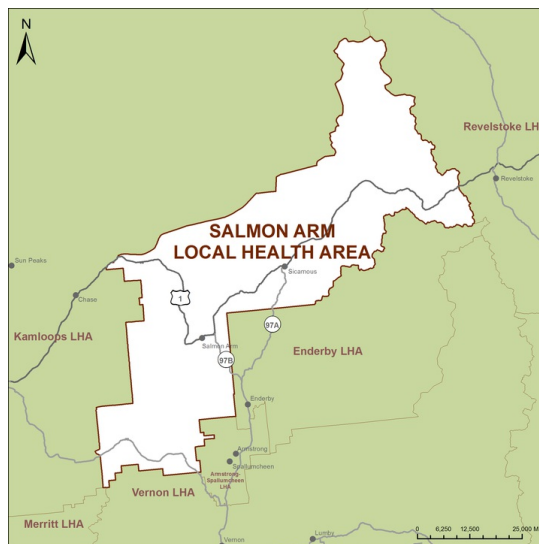 N
Revelstoke LH
Revelstoke
SALMON ARM
LOCAL HEALTH AREA
Sun Peaks
Sicamous
Chase
1
97A
Kamloops LHA
Salmon Arm
Enderby LHA
97B
Enderby
Armstrong
Spallumcheen
Armstrong-
Spallumcheen
LHA
Vernon LHA
Merritt LHA
Vernon
Lumby
0 6,250 12,500 25,000 M